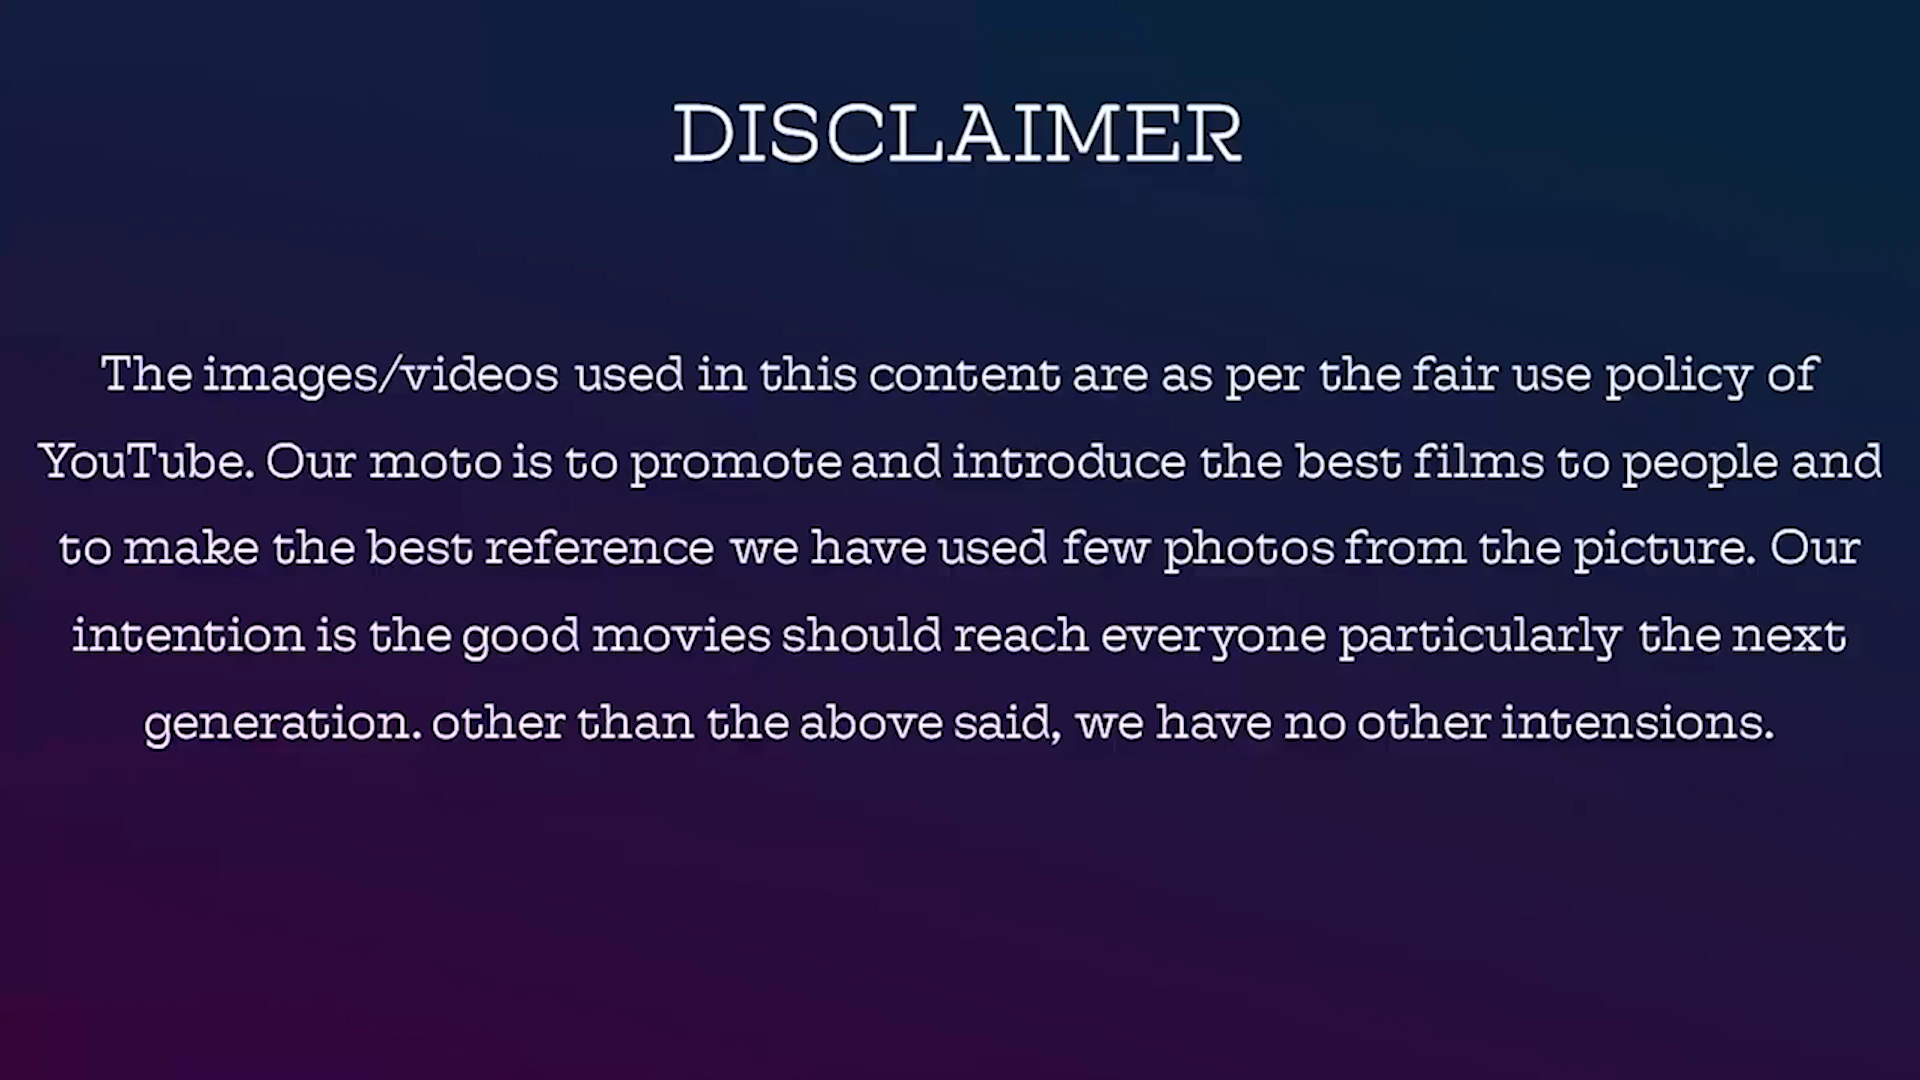 DISCLAIMER
The images/videos used in this content are as per the fair use policy of
YouTube. Our moto is to promote and introduce the best films to people and
to make the best reference we have used few photos from the picture. Our
intention is the good movies should reach everyone particularly the next
generation. other than the above said, we have no other intensions.